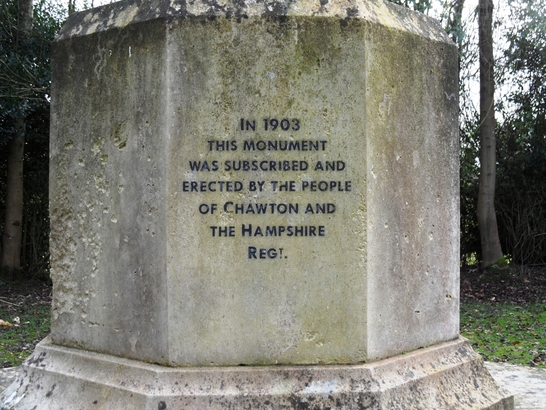 In 1903
THIS MONUMENT
WAS SUBSCRIBED AND
ERECTED BY THE PEOPLE
OF CHAWTON AND
THE HAMPSHIRE
REGT.